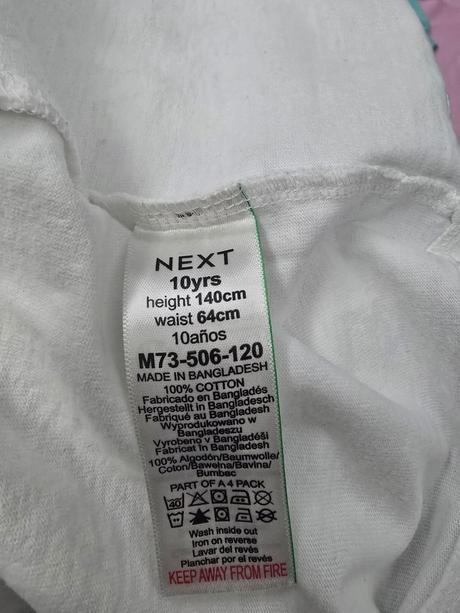 NEXT
10yrs
height 140cm
waist 64cm
10años
M73-506-120
MADE IN BANGLADESH
100% COTTON
Fabricado en Bangladés
Hergestellt in Bangladesch
Fabriqué au Bangladesh
Wyprodukowano w
Bangladeszu
Vyrobeno v Bangladéši
Fabricat în Bangladesh
100% Algodón/Baumwolle/
Coton/Bawełna/Bavlna/
Bumbac
PART OF A 4 PACK
40
Wash inside out
Iron on reverse
Lavar del revés
Planchar por el revés
KEEP AWAY FROM FIRE